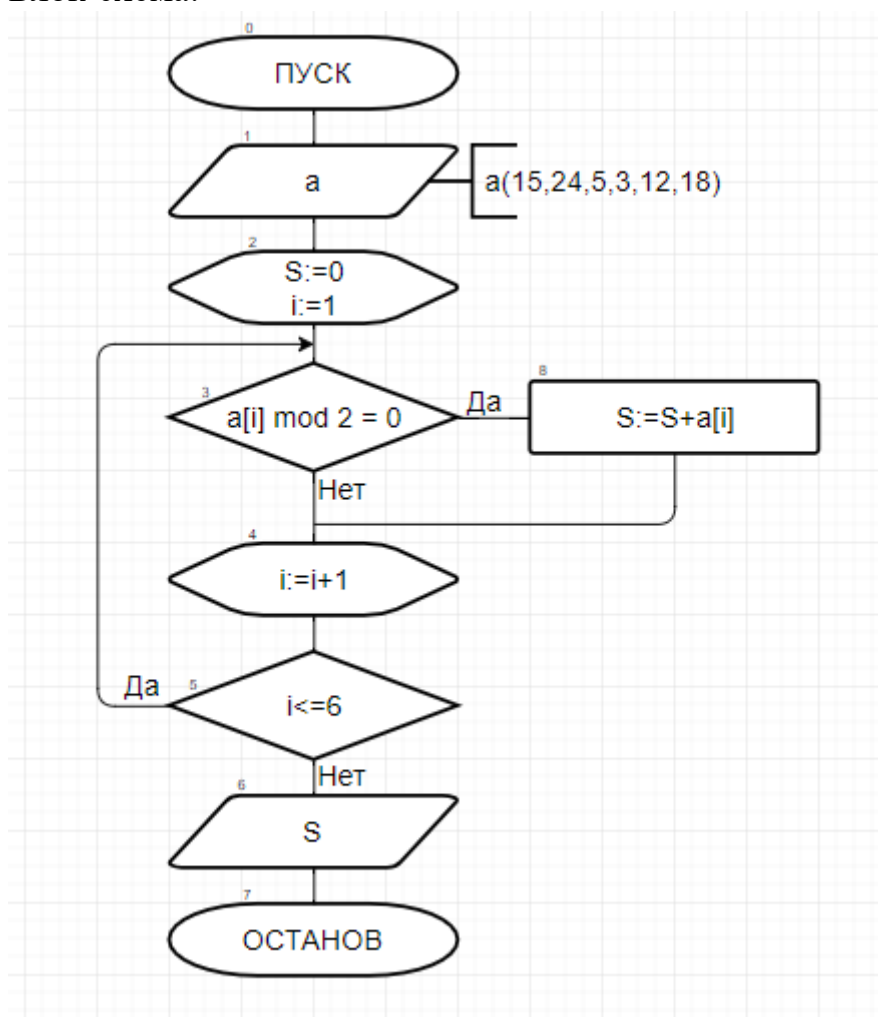 0
ПУСК
1
a
a(15,24,5,3,12,18)
2
S:=0
i:=1
3
a[i] mod 2 = 0
Да
8
S:=S+a[i]
Нет
4
i:=i+1
Да
5
i<=6
Нет
6
S
7
ОСТАНОВ